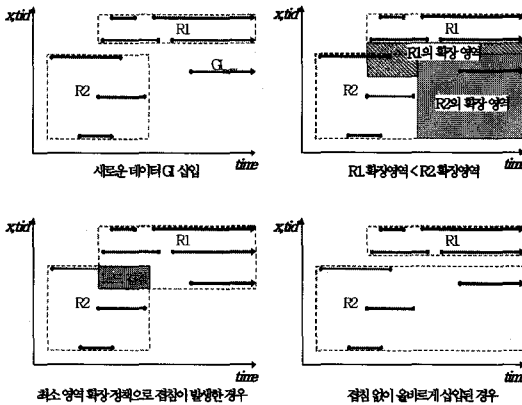 x,tid
R1
GI
R2
time
새로운 데이터 GI 삽입
x,tid
R1
R1의 확장 영역
R2
R2의 확장 영역
time
R1 확장영역 < R2 확장영역
x,tid
R1
R2
time
최소 영역 확장 정책으로 겹침이 발생한 경우
x,tid
R1
R2
time
겹침 없이 올바르게 삽입된 경우